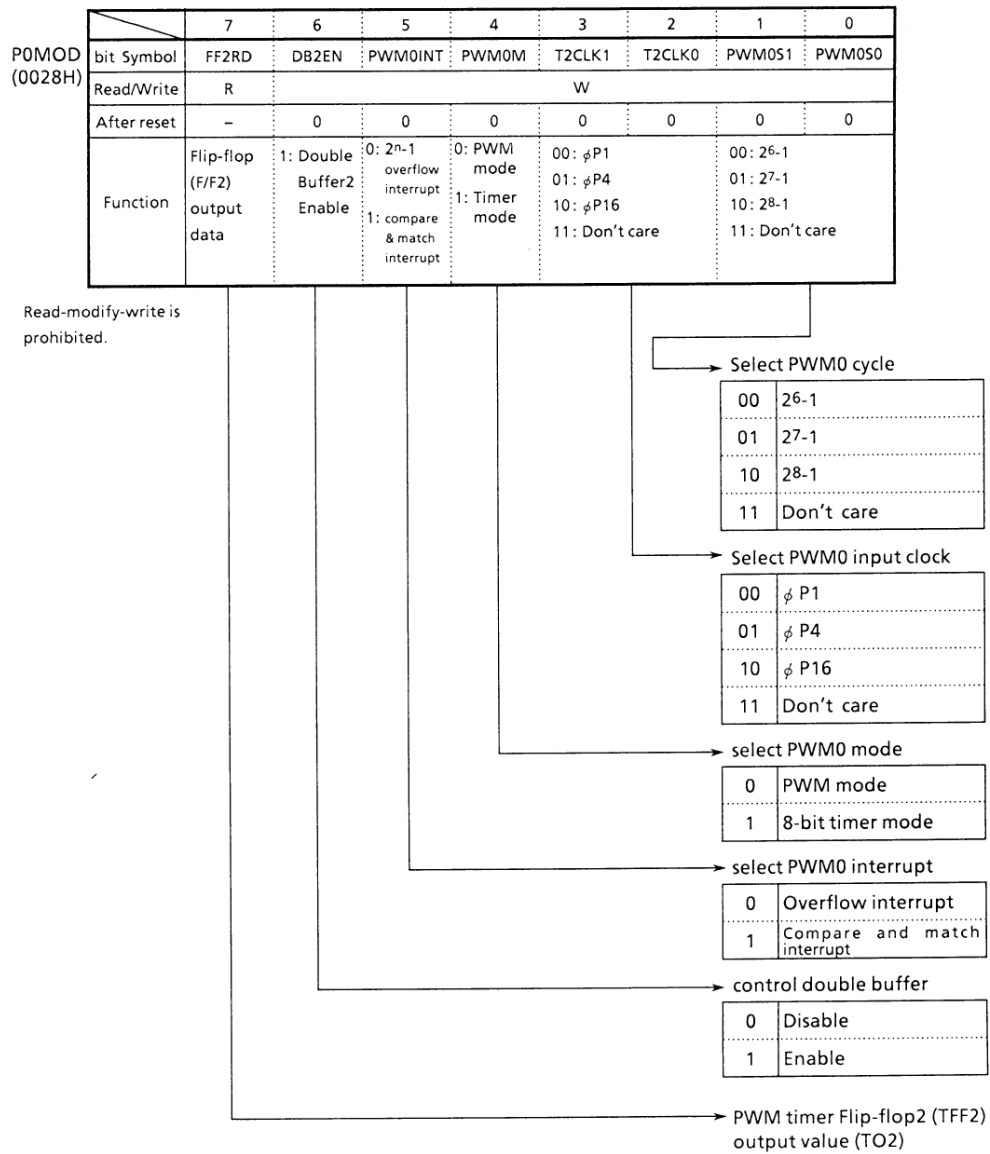 7 6 5 4 3 2 1 0
P0MOD
(0028H)
bit Symbol FF2RD DB2EN PWM0INT PWM0M T2CLK1 T2CLK0 PWM0S1 PWM0S0
Read/Write R W
After reset – 0 0 0 0 0 0 0
Function
Flip-flop
(F/F2)
output
data
1: Double
Buffer2
Enable
0: 2ⁿ-1
overflow
interrupt
1: compare
& match
interrupt
0: PWM
mode
1: Timer
mode
00: ϕP1
01: ϕP4
10: ϕP16
11: Don't care
00: 2⁶-1
01: 2⁷-1
10: 2⁸-1
11: Don't care
Read-modify-write is
prohibited.
Select PWM0 cycle
00 2⁶-1
01 2⁷-1
10 2⁸-1
11 Don't care
Select PWM0 input clock
00 ϕ P1
01 ϕ P4
10 ϕ P16
11 Don't care
select PWM0 mode
0 PWM mode
1 8-bit timer mode
select PWM0 interrupt
0 Overflow interrupt
1 Compare and match
interrupt
control double buffer
0 Disable
1 Enable
PWM timer Flip-flop2 (TFF2)
output value (TO2)